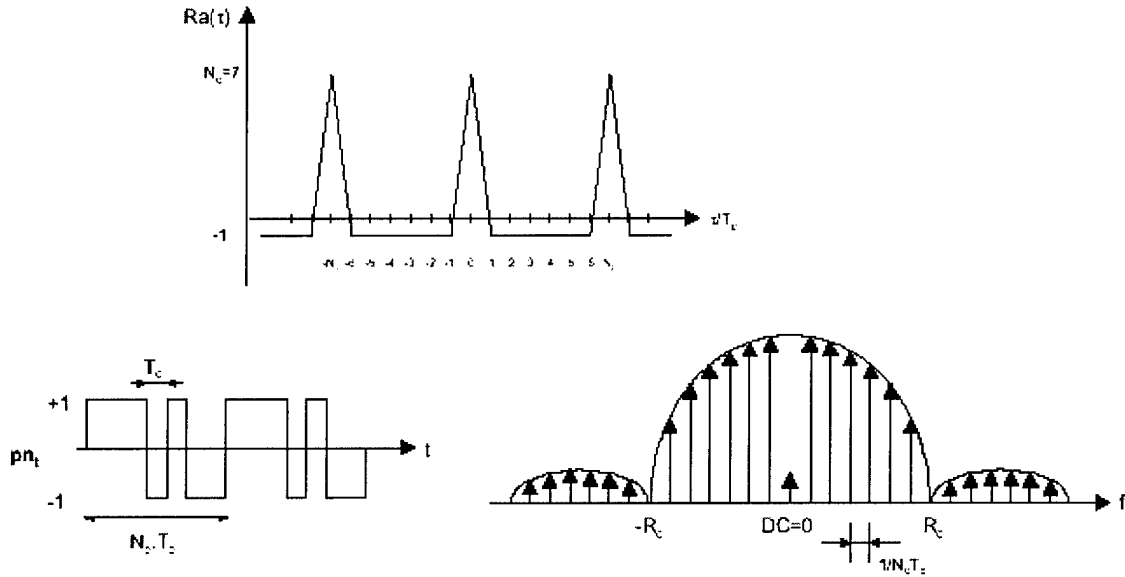 Ra(τ)
N_c=7
-1
τ/T_c
-N_c -6 -5 -4 -3 -2 -1 0 1 2 3 4 5 6 N_c
T_c
+1
pn_t
t
-1
N_c.T_c
-R_c
DC=0
R_c
f
1/N_cT_c